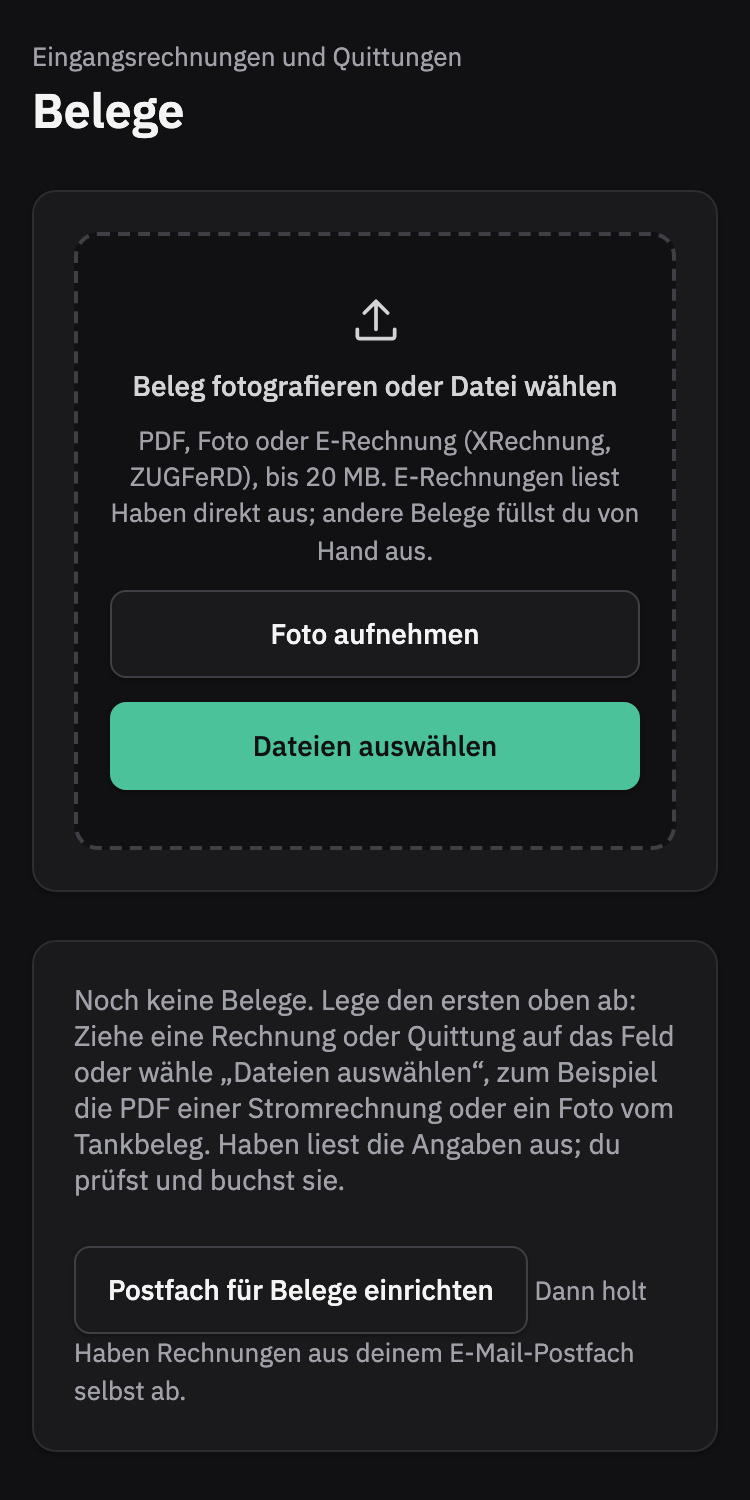 Eingangsrechnungen und Quittungen
Belege
Beleg fotografieren oder Datei wählen
PDF, Foto oder E-Rechnung (XRechnung,
ZUGFeRD), bis 20 MB. E-Rechnungen liest
Haben direkt aus; andere Belege füllst du von
Hand aus.
Foto aufnehmen
Dateien auswählen
Noch keine Belege. Lege den ersten oben ab:
Ziehe eine Rechnung oder Quittung auf das Feld
oder wähle „Dateien auswählen“, zum Beispiel
die PDF einer Stromrechnung oder ein Foto vom
Tankbeleg. Haben liest die Angaben aus; du
prüfst und buchst sie.
Postfach für Belege einrichten Dann holt
Haben Rechnungen aus deinem E-Mail-Postfach
selbst ab.